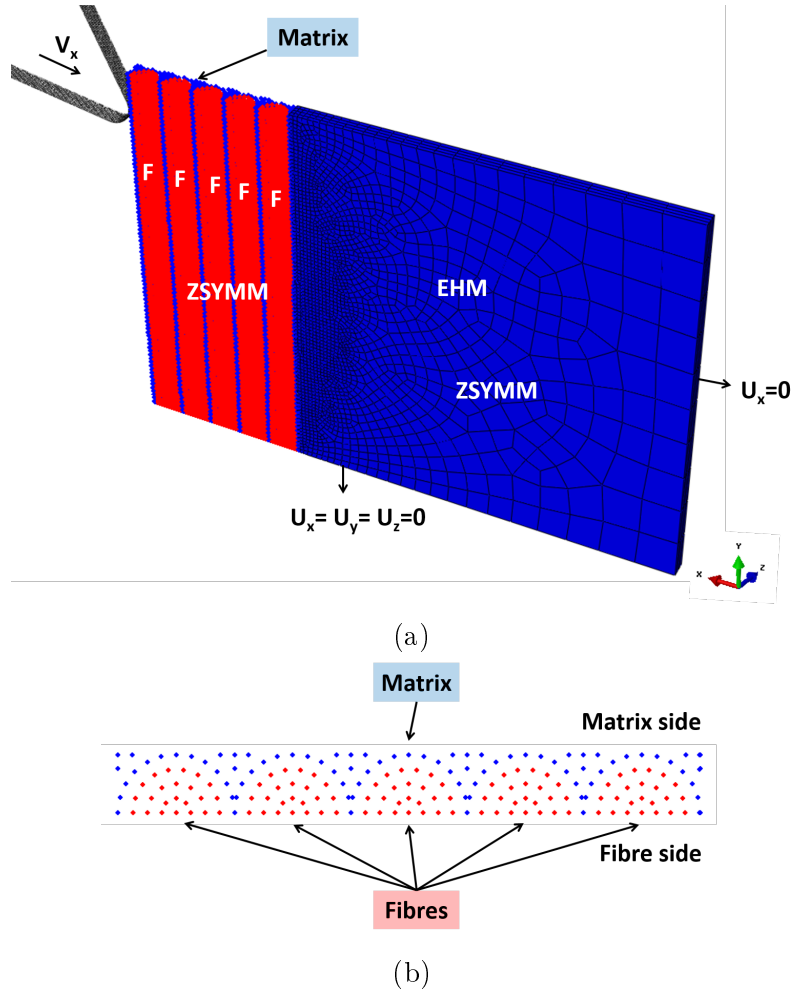 Vx
Matrix
F F F F F
ZSYMM
EHM
ZSYMM
Ux=0
Ux= Uy= Uz=0
Y
X
Z
(a)
Matrix
Matrix side
Fibre side
Fibres
(b)